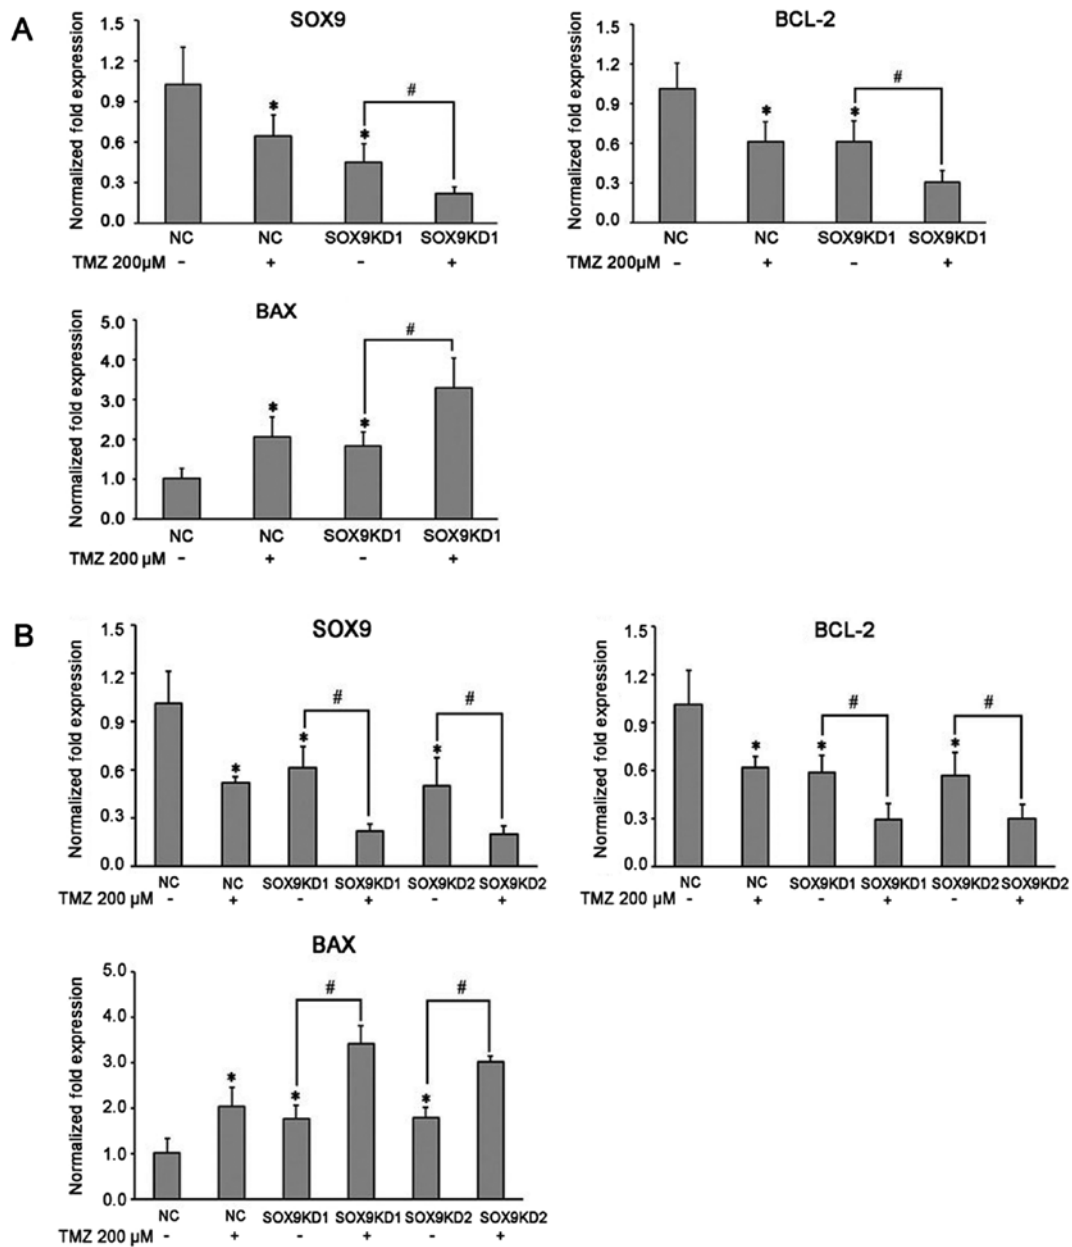 A
SOX9
Normalized fold expression
1.5
1.2
0.9
0.6
0.3
0.0
* * #
NC NC SOX9KD1 SOX9KD1
TMZ 200µM - + - +
BCL-2
Normalized fold expression
1.5
1.2
0.9
0.6
0.3
0.0
* * #
NC NC SOX9KD1 SOX9KD1
TMZ 200µM - + - +
BAX
Normalized fold expression
5.0
4.0
3.0
2.0
1.0
0.0
* * #
NC NC SOX9KD1 SOX9KD1
TMZ 200 µM - + - +
B
SOX9
Normalized fold expression
1.5
1.2
0.9
0.6
0.3
0.0
* * # * #
NC NC SOX9KD1 SOX9KD1 SOX9KD2 SOX9KD2
TMZ 200 µM - + - + - +
BCL-2
Normalized fold expression
1.5
1.2
0.9
0.6
0.3
0.0
* * # * #
NC NC SOX9KD1 SOX9KD1 SOX9KD2 SOX9KD2
TMZ 200 µM - + - + - +
BAX
Normalized fold expression
5.0
4.0
3.0
2.0
1.0
0.0
* * # * #
NC NC SOX9KD1 SOX9KD1 SOX9KD2 SOX9KD2
TMZ 200 µM - + - + - +